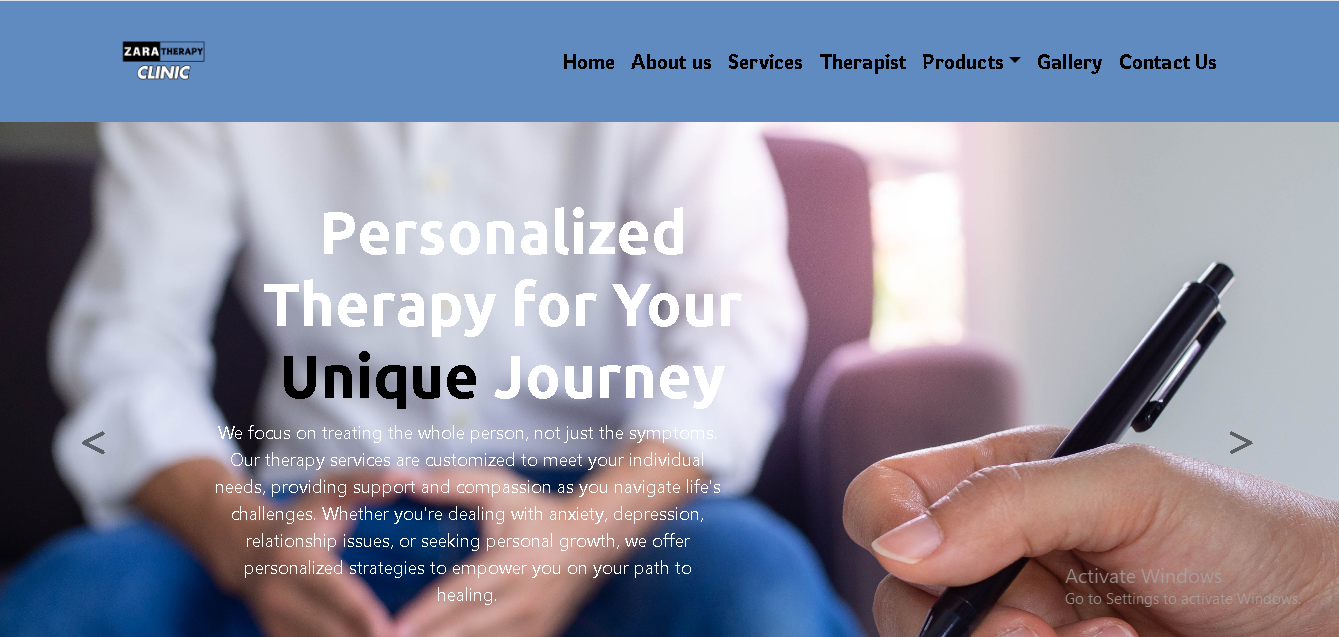 ZARA THERAPY
CLINIC
Home About us Services Therapist Products Gallery Contact Us
Personalized
Therapy for Your
Unique Journey
We focus on treating the whole person, not just the symptoms.
Our therapy services are customized to meet your individual
needs, providing support and compassion as you navigate life's
challenges. Whether you're dealing with anxiety, depression,
relationship issues, or seeking personal growth, we offer
personalized strategies to empower you on your path to
healing.
< >
Activate Windows
Go to Settings to activate Windows.